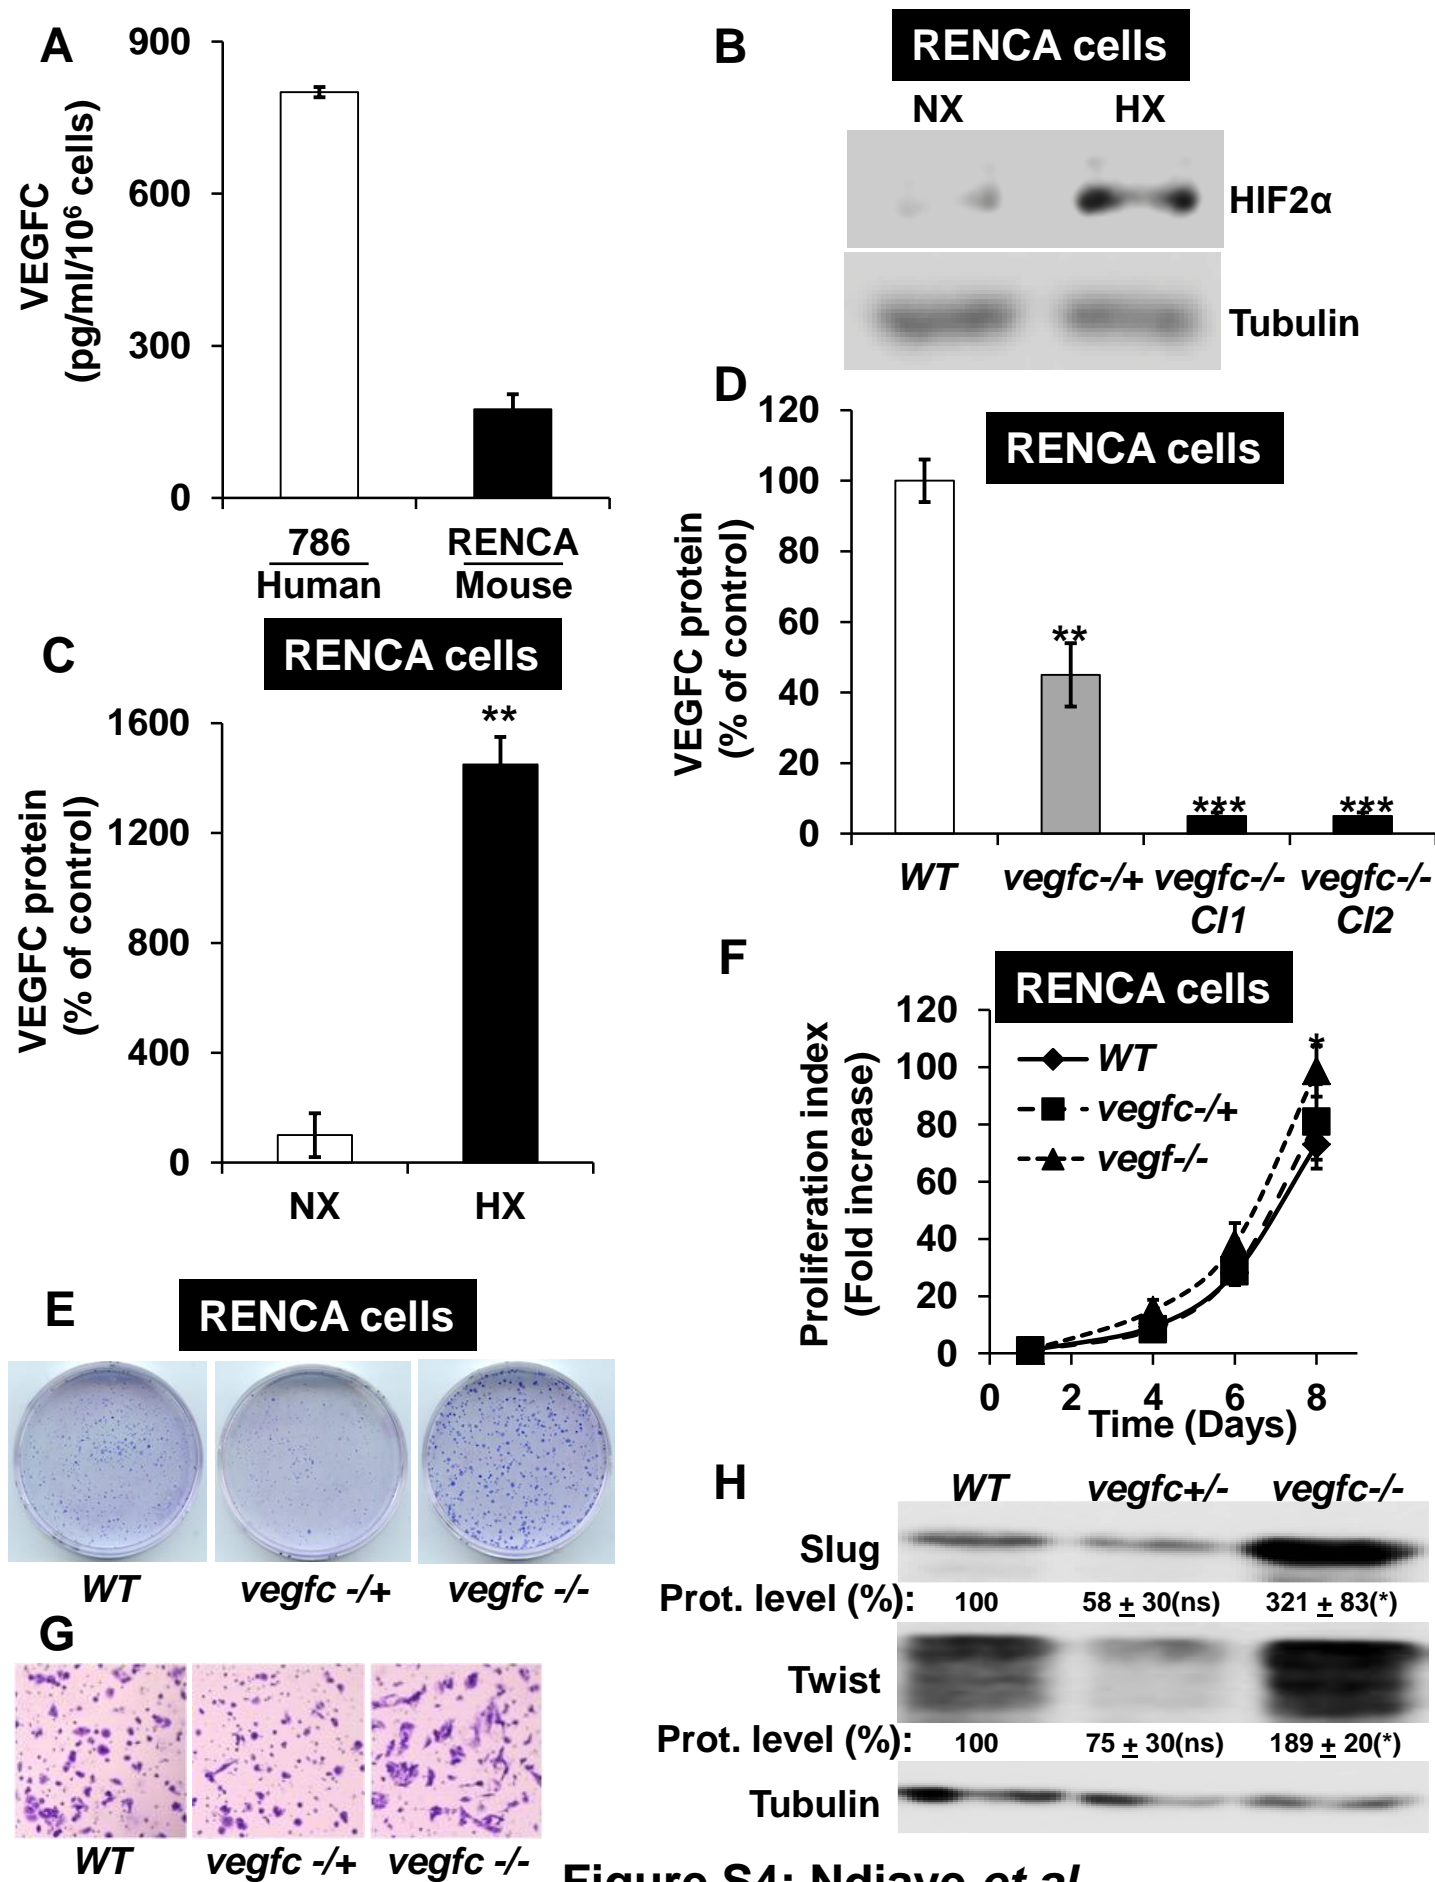 A
900
600
300
0
VEGFC
(pg/ml/10⁶ cells)
786
Human
RENCA
Mouse
B
RENCA cells
NX HX
HIF2α
Tubulin
C
RENCA cells
1600
1200
800
400
0
VEGFC protein
(% of control)
**
NX HX
D
RENCA cells
120
100
80
60
40
20
0
VEGFC protein
(% of control)
**
***
***
WT vegfc-/+ vegfc-/- vegfc-/-
Cl1 Cl2
E
RENCA cells
WT vegfc -/+ vegfc -/-
F
RENCA cells
120
100
80
60
40
20
0
Proliferation index
(Fold increase)
WT
vegfc-/+
vegf-/-
*
0 2 4 6 8
Time (Days)
G
WT vegfc -/+ vegfc -/-
H
WT vegfc+/- vegfc-/-
Slug
Prot. level (%): 100 58 ± 30(ns) 321 ± 83(*)
Twist
Prot. level (%): 100 75 ± 30(ns) 189 ± 20(*)
Tubulin
Figure S4: Ndiaye et al